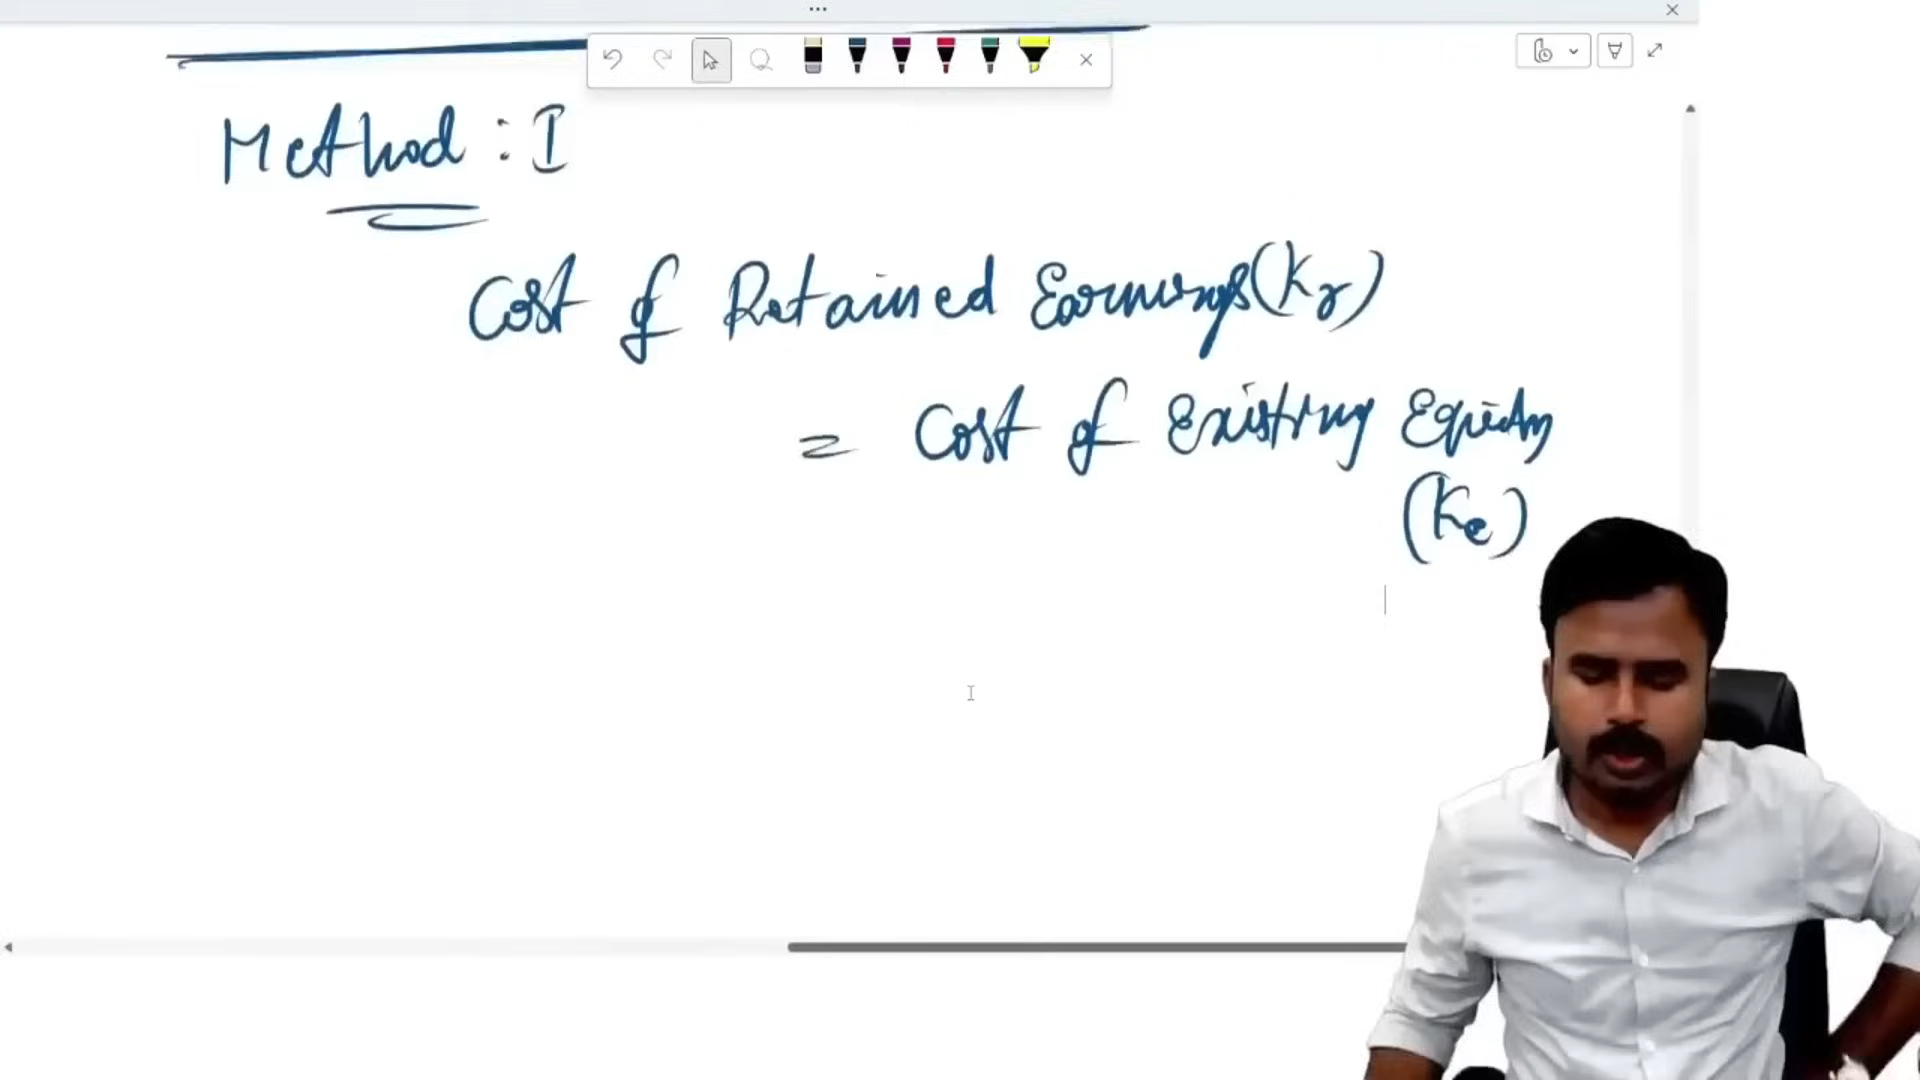 Method : I
Cost of Retained Earnings (Kr)
= Cost of Existing Equity
(Ke)